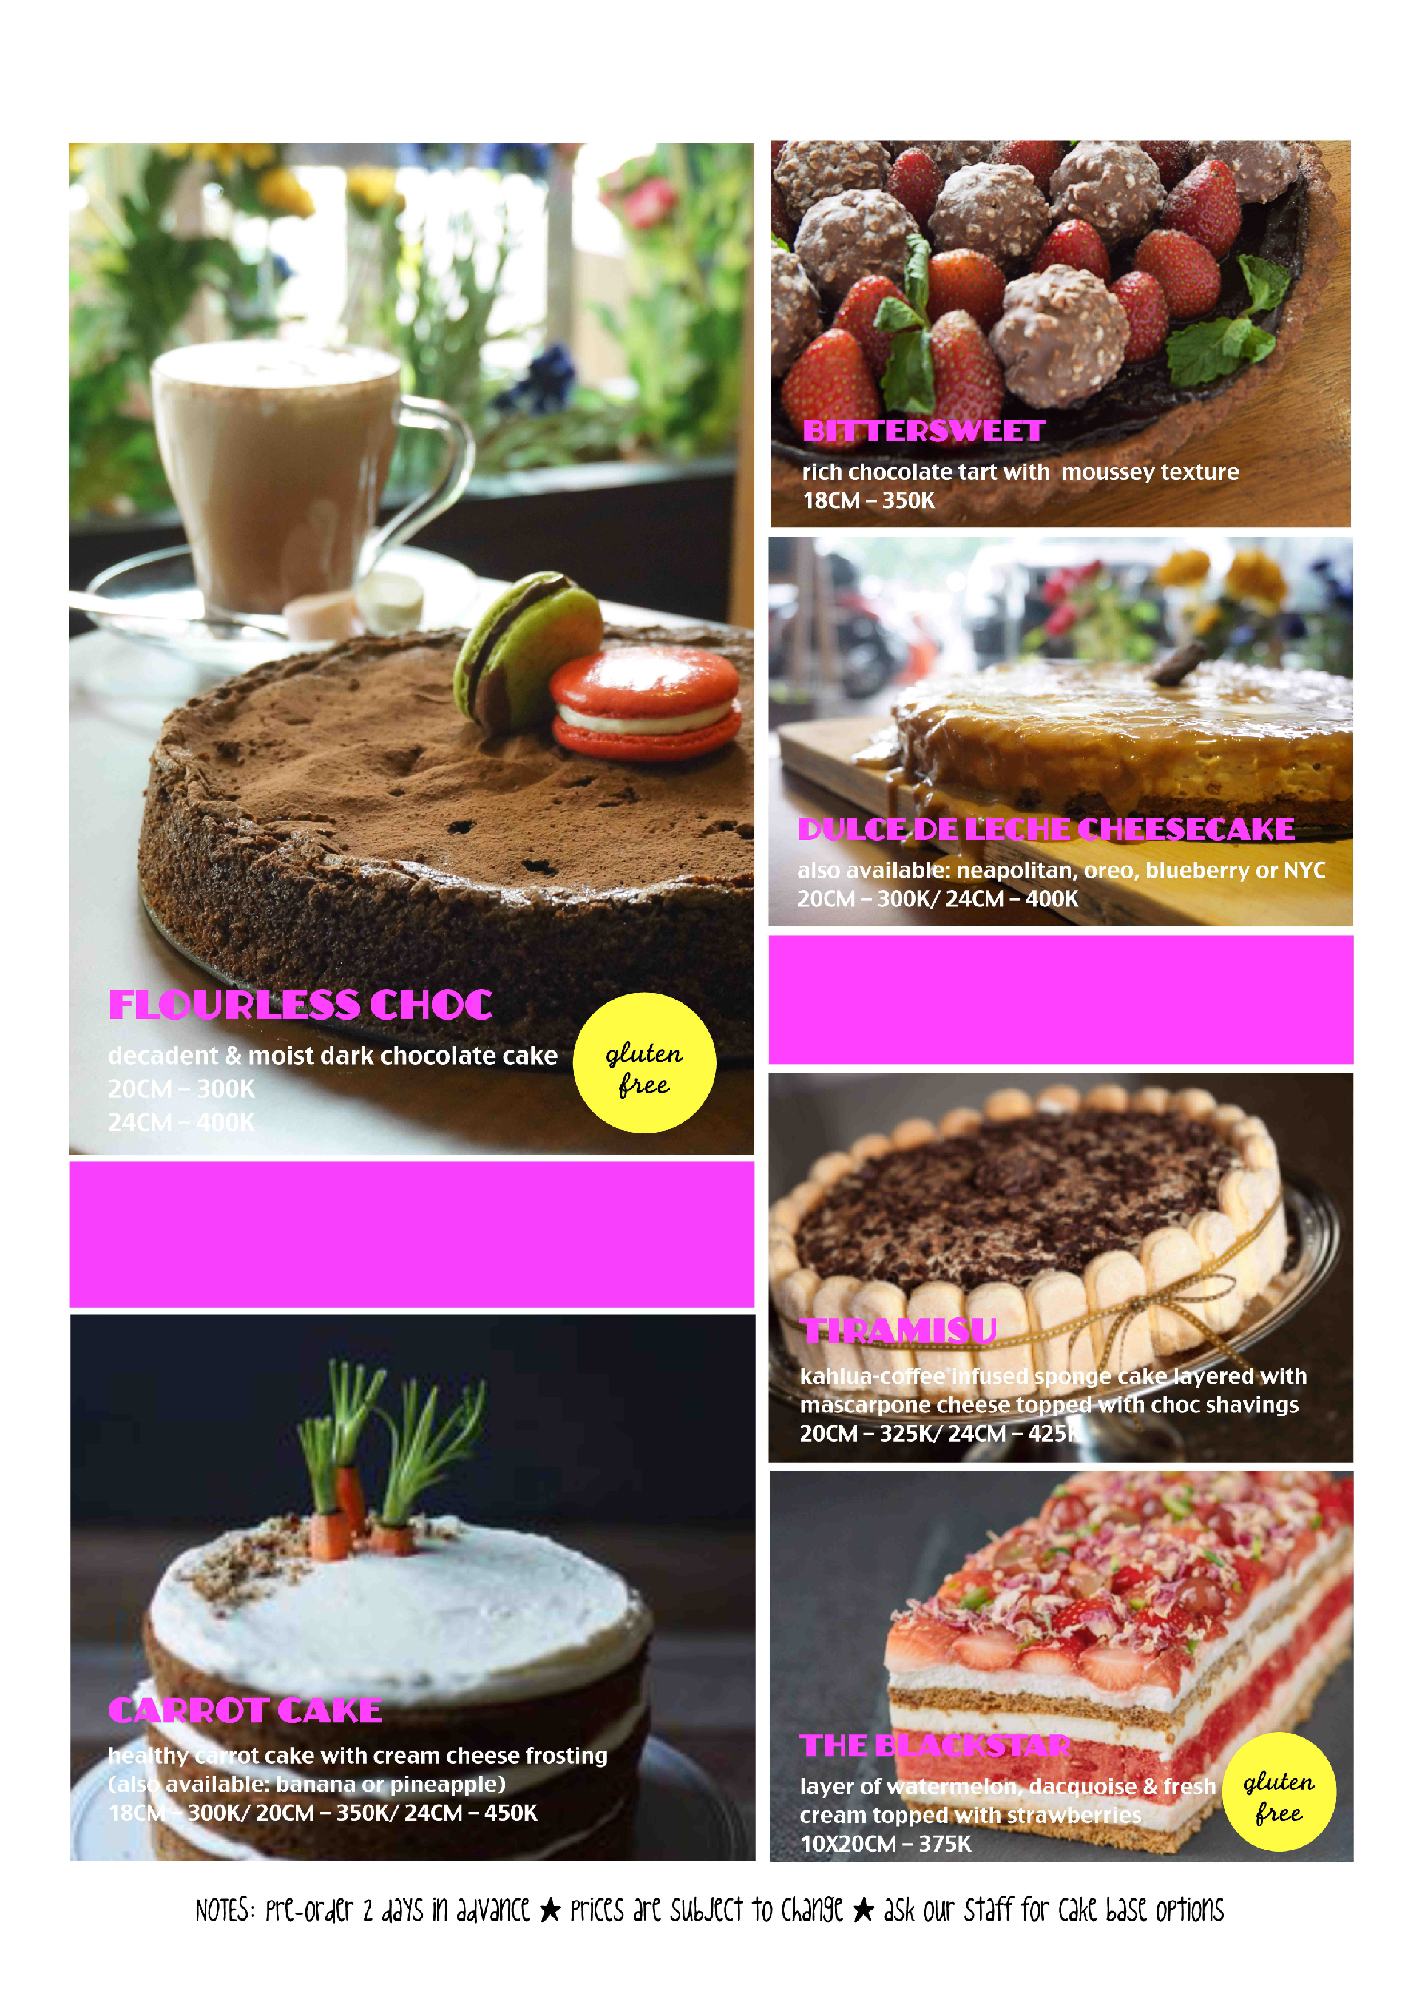 FLOURLESS CHOC
decadent & moist dark chocolate cake
20CM – 300K
24CM – 400K
gluten
free
CARROT CAKE
healthy carrot cake with cream cheese frosting
(also available: banana or pineapple)
18CM – 300K/ 20CM – 350K/ 24CM – 450K
BITTERSWEET
rich chocolate tart with moussey texture
18CM – 350K
DULCE DE LECHE CHEESECAKE
also available: neapolitan, oreo, blueberry or NYC
20CM – 300K/ 24CM – 400K
TIRAMISU
kahlua-coffee infused sponge cake layered with
mascarpone cheese topped with choc shavings
20CM – 325K/ 24CM – 425K
THE BLACKSTAR
layer of watermelon, dacquoise & fresh
cream topped with strawberries
10X20CM – 375K
gluten
free
NOTES: pre-order 2 days in advance ★ prices are subject to change ★ ask our staff for cake base options